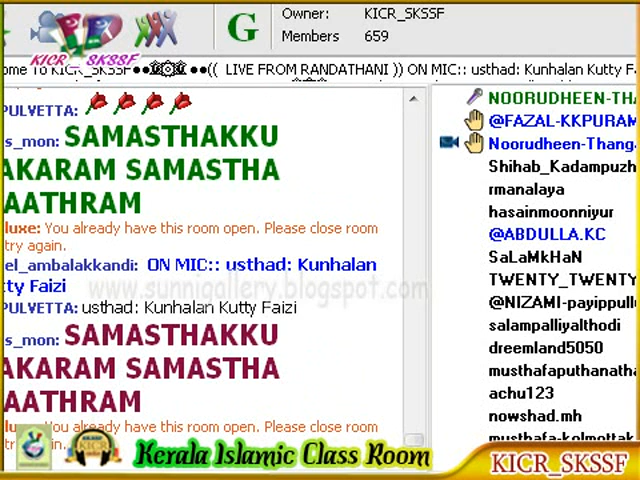 Owner: KICR_SKSSF
G
Members 659
KICR_SKSSF
ome To KICR_SKSSF●● ●●(( LIVE FROM RANDATHANI )) ON MIC:: usthad: Kunhalan Kutty Fa
PULVETTA:
s_mon: SAMASTHAKKU
AKARAM SAMASTHA
AATHRAM
luxe: You already have this room open. Please close room
try again.
el_ambalakkandi: ON MIC:: usthad: Kunhalan
tty Faizi
www.sunnigallery.blogspot.com
PULVETTA: usthad: Kunhalan Kutty Faizi
s_mon: SAMASTHAKKU
AKARAM SAMASTHA
AATHRAM
luxe: You already have this room open. Please close room
NOORUDHEEN-THA
@FAZAL-KKPURAM
Noorudheen-Thanga
Shihab_Kadampuzh
rmanalaya
hasainmoonniyur
@ABDULLA.KC
SaLaMkHaN
TWENTY_TWENTY
@NIZAMI-payippull
salampalliyalthodi
dreemland5050
musthafaputhanatha
achu123
nowshad.mh
musthafa-kolmottak
Kerala Islamic Class Room
KICR_SKSSF